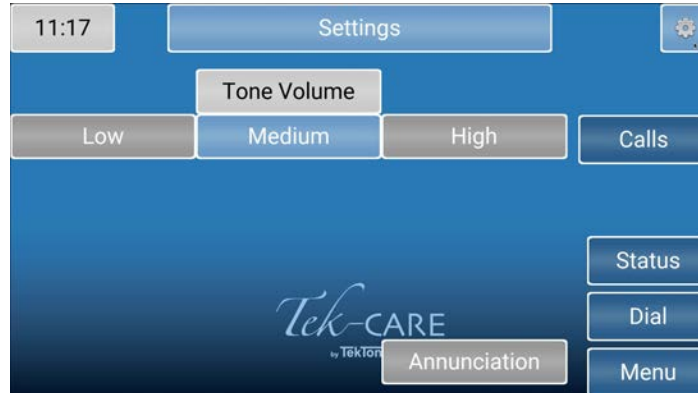 11:17
Settings
Tone Volume
Low
Medium
High
Calls
Status
Tek-CARE
Dial
by TekTon
Annunciation
Menu